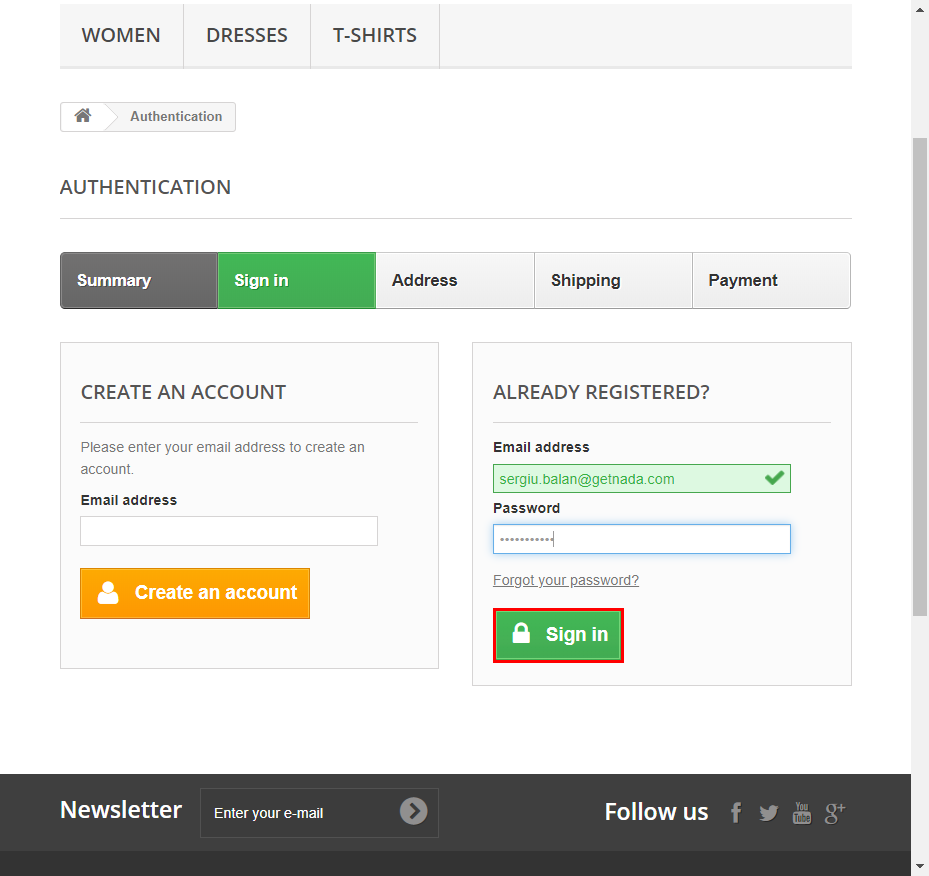 WOMEN DRESSES T-SHIRTS
Authentication
AUTHENTICATION
Summary Sign in Address Shipping Payment
CREATE AN ACCOUNT
Please enter your email address to create an
account.
Email address
Create an account
ALREADY REGISTERED?
Email address
sergiu.balan@getnada.com
Password
Forgot your password?
Sign in
Newsletter Enter your e-mail Follow us f You Tube g+